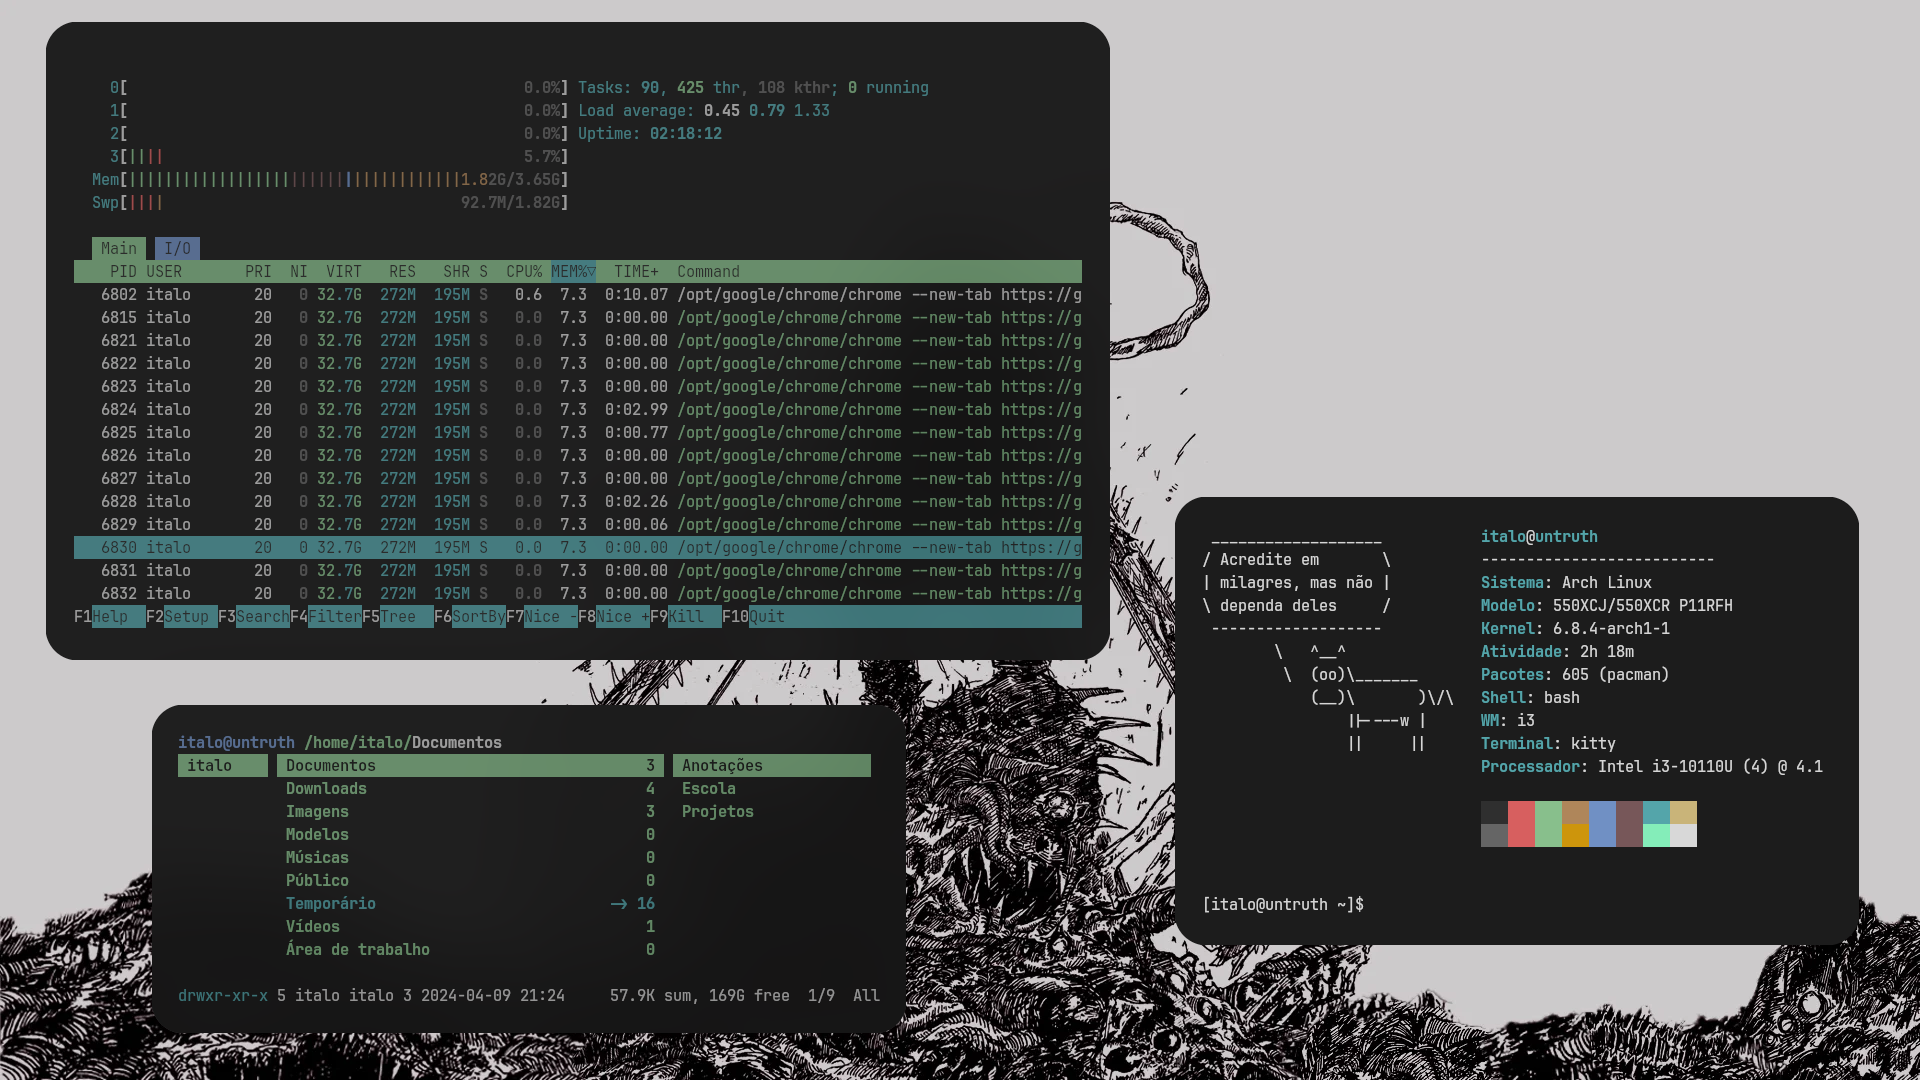 0[ 0.0%] Tasks: 90, 425 thr, 108 kthr; 0 running
1[ 0.0%] Load average: 0.45 0.79 1.33
2[ 0.0%] Uptime: 02:18:12
3[|||| 5.7%]
Mem[|||||||||||||||||||||||||||||||||||||1.82G/3.65G]
Swp[|||| 92.7M/1.82G]
Main I/O
PID USER PRI NI VIRT RES SHR S CPU% MEM%▽ TIME+ Command
6802 italo 20 0 32.7G 272M 195M S 0.6 7.3 0:10.07 /opt/google/chrome/chrome --new-tab https://g
6815 italo 20 0 32.7G 272M 195M S 0.0 7.3 0:00.00 /opt/google/chrome/chrome --new-tab https://g
6821 italo 20 0 32.7G 272M 195M S 0.0 7.3 0:00.00 /opt/google/chrome/chrome --new-tab https://g
6822 italo 20 0 32.7G 272M 195M S 0.0 7.3 0:00.00 /opt/google/chrome/chrome --new-tab https://g
6823 italo 20 0 32.7G 272M 195M S 0.0 7.3 0:00.00 /opt/google/chrome/chrome --new-tab https://g
6824 italo 20 0 32.7G 272M 195M S 0.0 7.3 0:02.99 /opt/google/chrome/chrome --new-tab https://g
6825 italo 20 0 32.7G 272M 195M S 0.0 7.3 0:00.77 /opt/google/chrome/chrome --new-tab https://g
6826 italo 20 0 32.7G 272M 195M S 0.0 7.3 0:00.00 /opt/google/chrome/chrome --new-tab https://g
6827 italo 20 0 32.7G 272M 195M S 0.0 7.3 0:00.00 /opt/google/chrome/chrome --new-tab https://g
6828 italo 20 0 32.7G 272M 195M S 0.0 7.3 0:02.26 /opt/google/chrome/chrome --new-tab https://g
6829 italo 20 0 32.7G 272M 195M S 0.0 7.3 0:00.06 /opt/google/chrome/chrome --new-tab https://g
6830 italo 20 0 32.7G 272M 195M S 0.0 7.3 0:00.00 /opt/google/chrome/chrome --new-tab https://g
6831 italo 20 0 32.7G 272M 195M S 0.0 7.3 0:00.00 /opt/google/chrome/chrome --new-tab https://g
6832 italo 20 0 32.7G 272M 195M S 0.0 7.3 0:00.00 /opt/google/chrome/chrome --new-tab https://g
F1Help F2Setup F3SearchF4FilterF5Tree F6SortByF7Nice -F8Nice +F9Kill F10Quit
italo@untruth /home/italo/Documentos
italo Documentos 3 Anotações
Downloads 4 Escola
Imagens 3 Projetos
Modelos 0
Músicas 0
Público 0
Temporário -> 16
Vídeos 1
Área de trabalho 0
drwxr-xr-x 5 italo italo 3 2024-04-09 21:24 57.9K sum, 169G free 1/9 All
___________________
/ Acredite em \
| milagres, mas não |
\ dependa deles /
-------------------
\ ^__^
\ (oo)\_______
(__)\ )\/\
||----w |
|| ||
italo@untruth
--------------------------
Sistema: Arch Linux
Modelo: 550XCJ/550XCR P11RFH
Kernel: 6.8.4-arch1-1
Atividade: 2h 18m
Pacotes: 605 (pacman)
Shell: bash
WM: i3
Terminal: kitty
Processador: Intel i3-10110U (4) @ 4.1
[italo@untruth ~]$